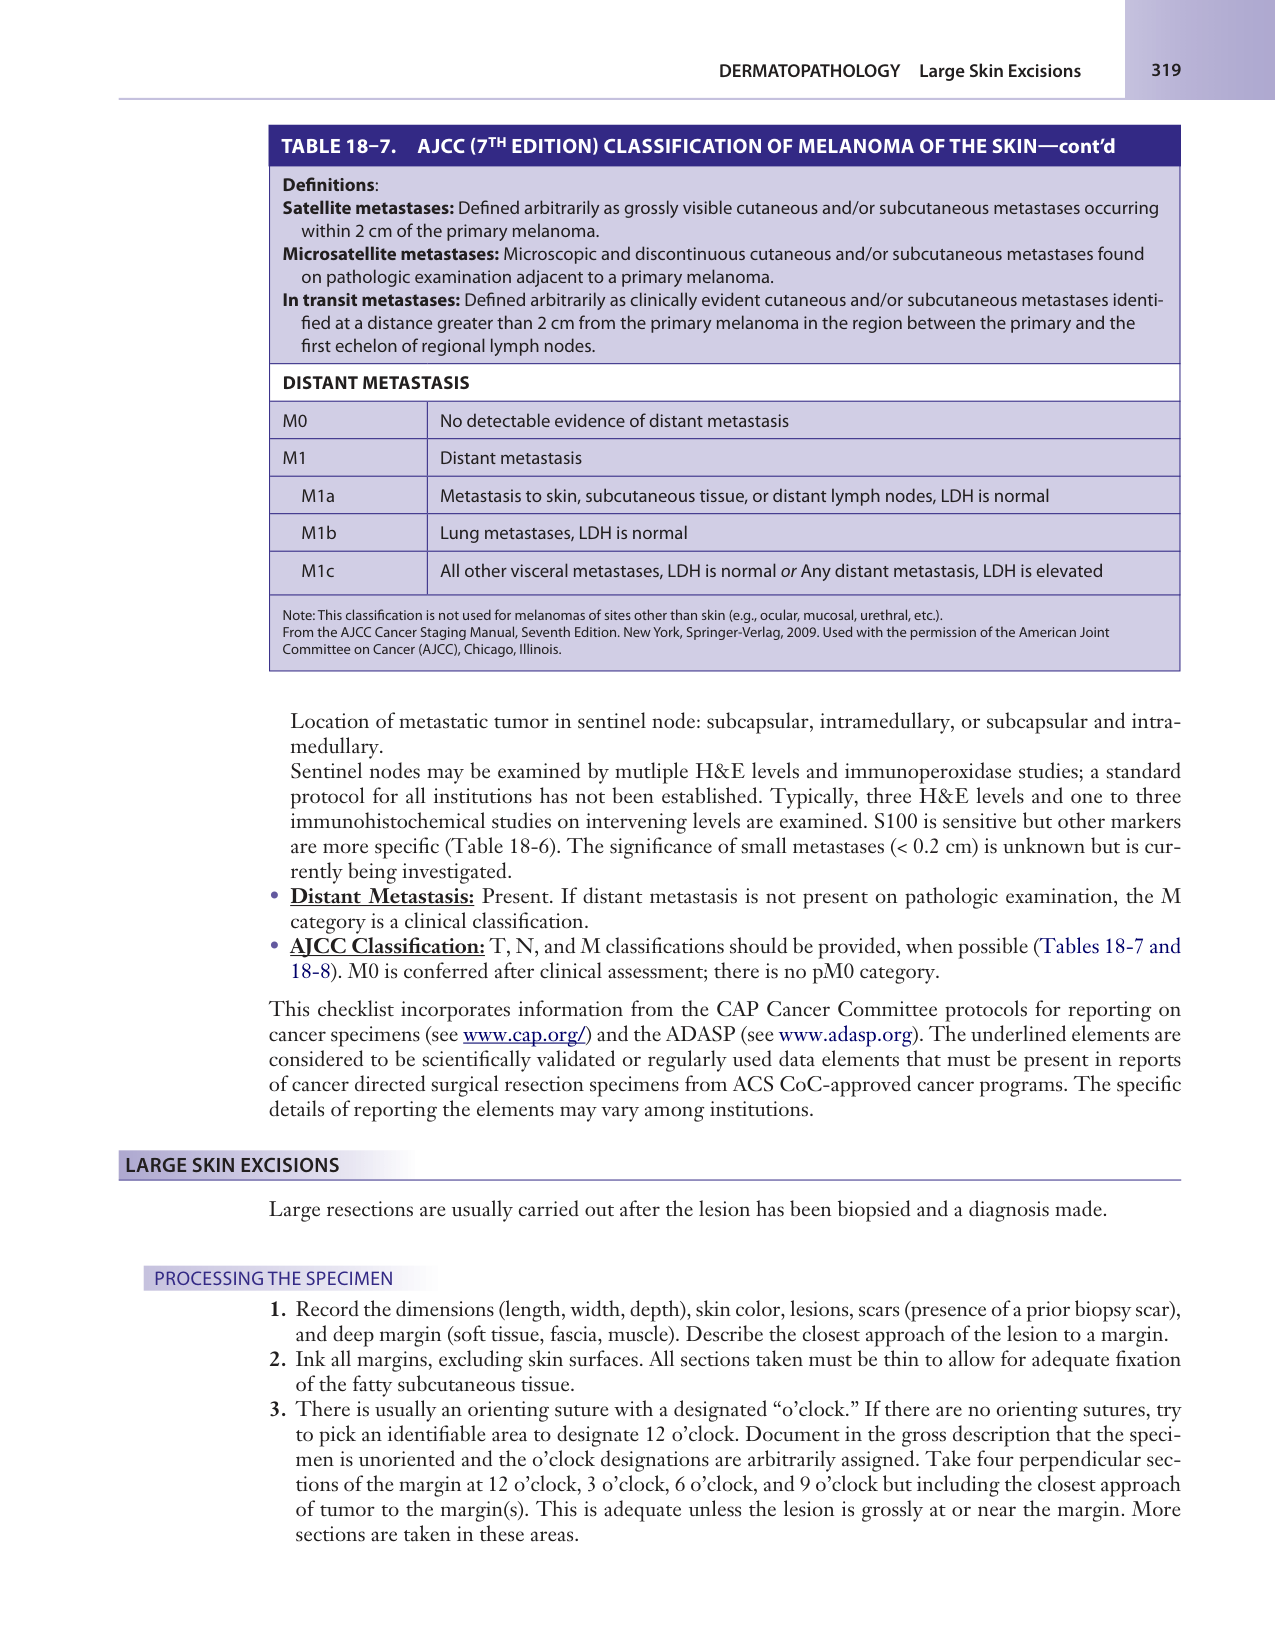 DERMATOPATHOLOGY Large Skin Excisions 319
TABLE 18–7. AJCC (7TH EDITION) CLASSIFICATION OF MELANOMA OF THE SKIN—cont'd
Definitions:
Satellite metastases: Defined arbitrarily as grossly visible cutaneous and/or subcutaneous metastases occurring
within 2 cm of the primary melanoma.
Microsatellite metastases: Microscopic and discontinuous cutaneous and/or subcutaneous metastases found
on pathologic examination adjacent to a primary melanoma.
In transit metastases: Defined arbitrarily as clinically evident cutaneous and/or subcutaneous metastases identi-
fied at a distance greater than 2 cm from the primary melanoma in the region between the primary and the
first echelon of regional lymph nodes.
DISTANT METASTASIS
M0 No detectable evidence of distant metastasis
M1 Distant metastasis
M1a Metastasis to skin, subcutaneous tissue, or distant lymph nodes, LDH is normal
M1b Lung metastases, LDH is normal
M1c All other visceral metastases, LDH is normal or Any distant metastasis, LDH is elevated
Note: This classification is not used for melanomas of sites other than skin (e.g., ocular, mucosal, urethral, etc.).
From the AJCC Cancer Staging Manual, Seventh Edition. New York, Springer-Verlag, 2009. Used with the permission of the American Joint
Committee on Cancer (AJCC), Chicago, Illinois.
Location of metastatic tumor in sentinel node: subcapsular, intramedullary, or subcapsular and intra-
medullary.
Sentinel nodes may be examined by mutliple H&E levels and immunoperoxidase studies; a standard
protocol for all institutions has not been established. Typically, three H&E levels and one to three
immunohistochemical studies on intervening levels are examined. S100 is sensitive but other markers
are more specific (Table 18-6). The significance of small metastases (< 0.2 cm) is unknown but is cur-
rently being investigated.
• Distant Metastasis: Present. If distant metastasis is not present on pathologic examination, the M
category is a clinical classification.
• AJCC Classification: T, N, and M classifications should be provided, when possible (Tables 18-7 and
18-8). M0 is conferred after clinical assessment; there is no pM0 category.
This checklist incorporates information from the CAP Cancer Committee protocols for reporting on
cancer specimens (see www.cap.org/) and the ADASP (see www.adasp.org). The underlined elements are
considered to be scientifically validated or regularly used data elements that must be present in reports
of cancer directed surgical resection specimens from ACS CoC-approved cancer programs. The specific
details of reporting the elements may vary among institutions.
LARGE SKIN EXCISIONS
Large resections are usually carried out after the lesion has been biopsied and a diagnosis made.
PROCESSING THE SPECIMEN
1. Record the dimensions (length, width, depth), skin color, lesions, scars (presence of a prior biopsy scar),
and deep margin (soft tissue, fascia, muscle). Describe the closest approach of the lesion to a margin.
2. Ink all margins, excluding skin surfaces. All sections taken must be thin to allow for adequate fixation
of the fatty subcutaneous tissue.
3. There is usually an orienting suture with a designated “o’clock.” If there are no orienting sutures, try
to pick an identifiable area to designate 12 o’clock. Document in the gross description that the speci-
men is unoriented and the o’clock designations are arbitrarily assigned. Take four perpendicular sec-
tions of the margin at 12 o’clock, 3 o’clock, 6 o’clock, and 9 o’clock but including the closest approach
of tumor to the margin(s). This is adequate unless the lesion is grossly at or near the margin. More
sections are taken in these areas.